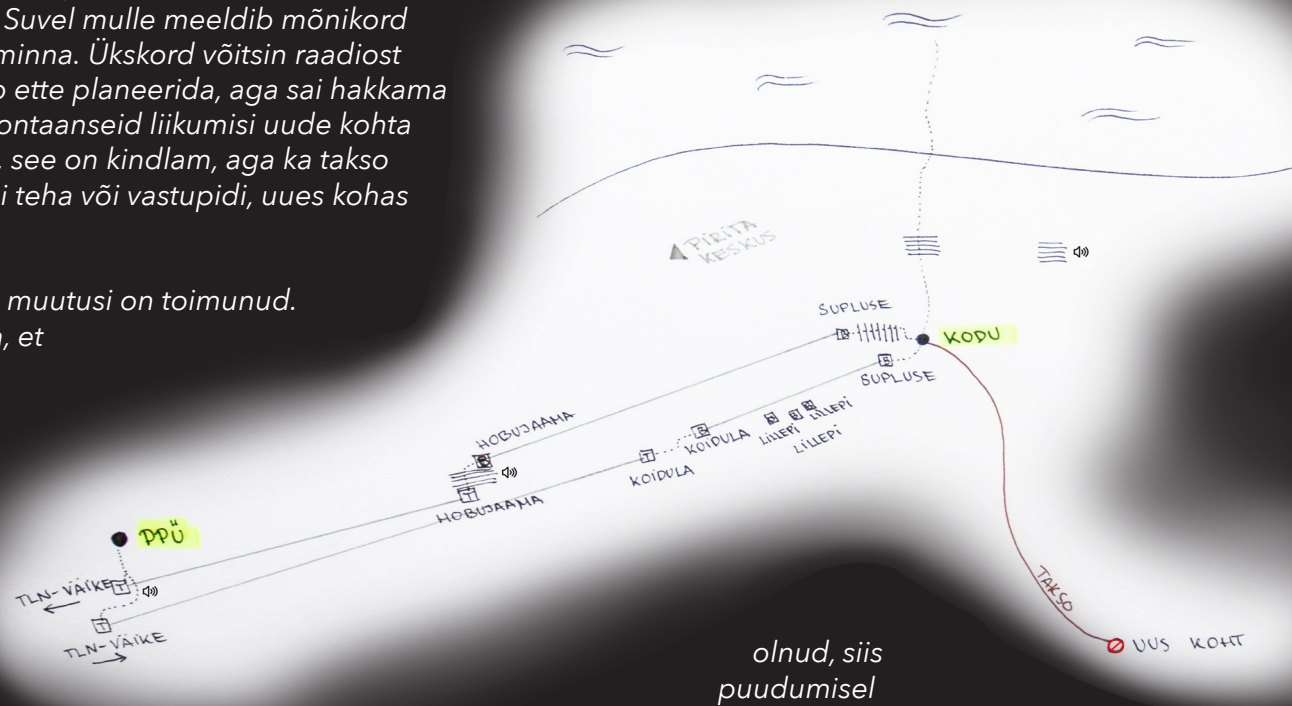 Suvel mulle meeldib mõnikord
minna. Ükskord võitsin raadiost
ette planeerida, aga sai hakkama
ontaanseid liikumisi uude kohta
see on kindlam, aga ka takso
i teha või vastupidi, uues kohas
muutusi on toimunud.
, et
PIRITA
KESKUS
SUPLUSE
KODU
B
SUPLUSE
HOBUJAAMA
B
LILLEPI
LILLEPI
LILLEPI
KOIDULA
T
KOIDULA
T
HOBUJAAMA
PPÜ
TLN-VÄIKE
T
T
TLN-VÄIKE
TAKSO
UUS KOHT
olnud, siis
puudumisel